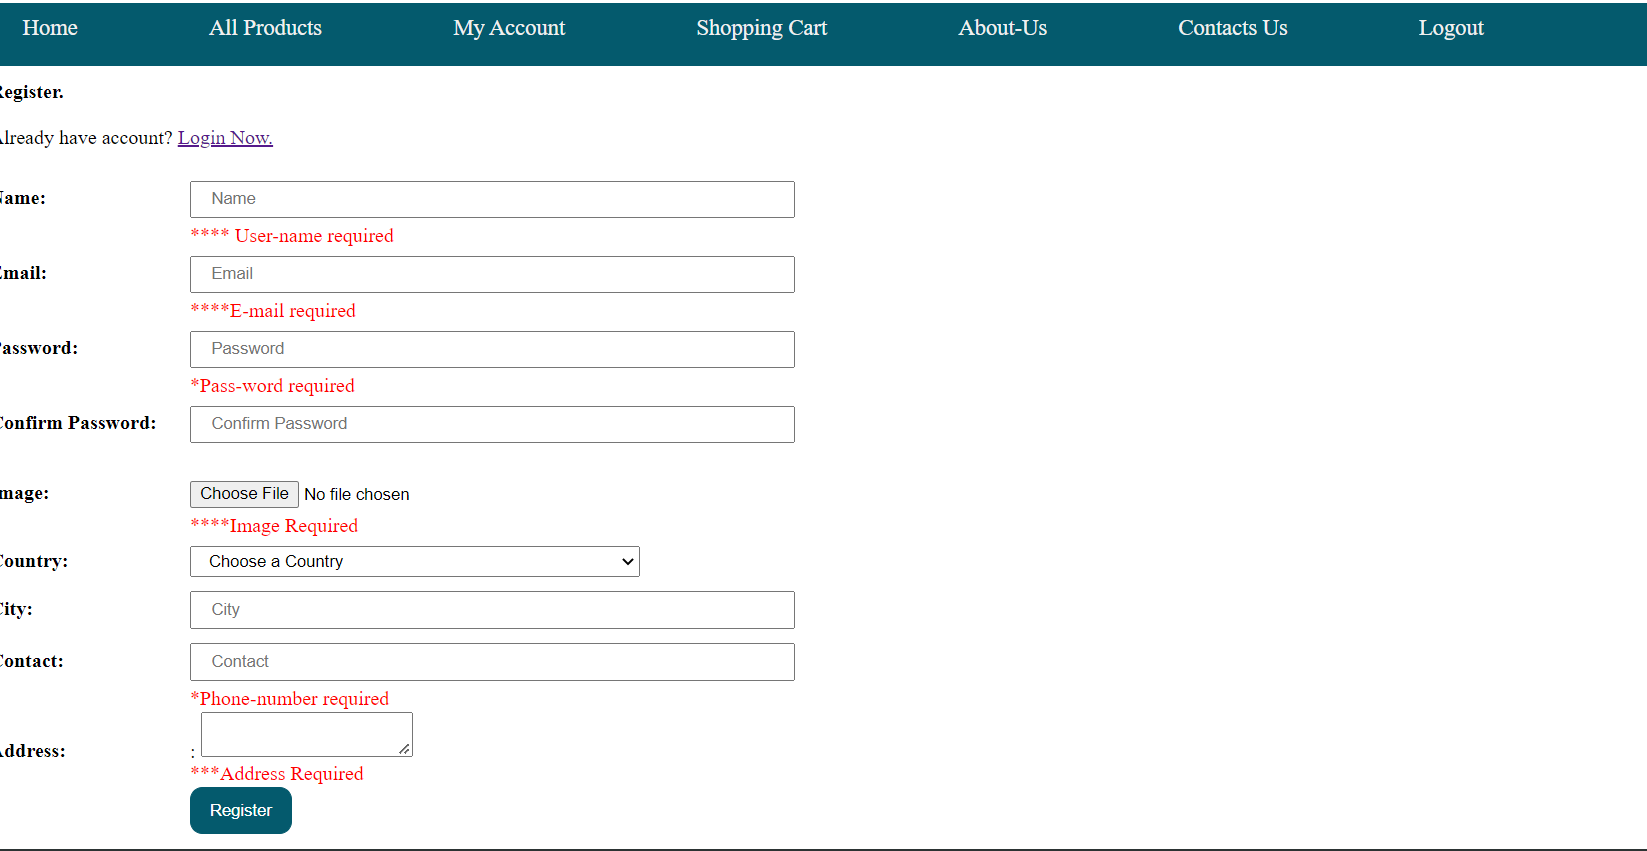 Home All Products My Account Shopping Cart About-Us Contacts Us Logout
Register.
Already have account? Login Now.
Name: Name
**** User-name required
Email: Email
****E-mail required
Password: Password
*Pass-word required
Confirm Password: Confirm Password
Image: Choose File No file chosen
****Image Required
Country: Choose a Country
City: City
Contact: Contact
*Phone-number required
Address: :
***Address Required
Register